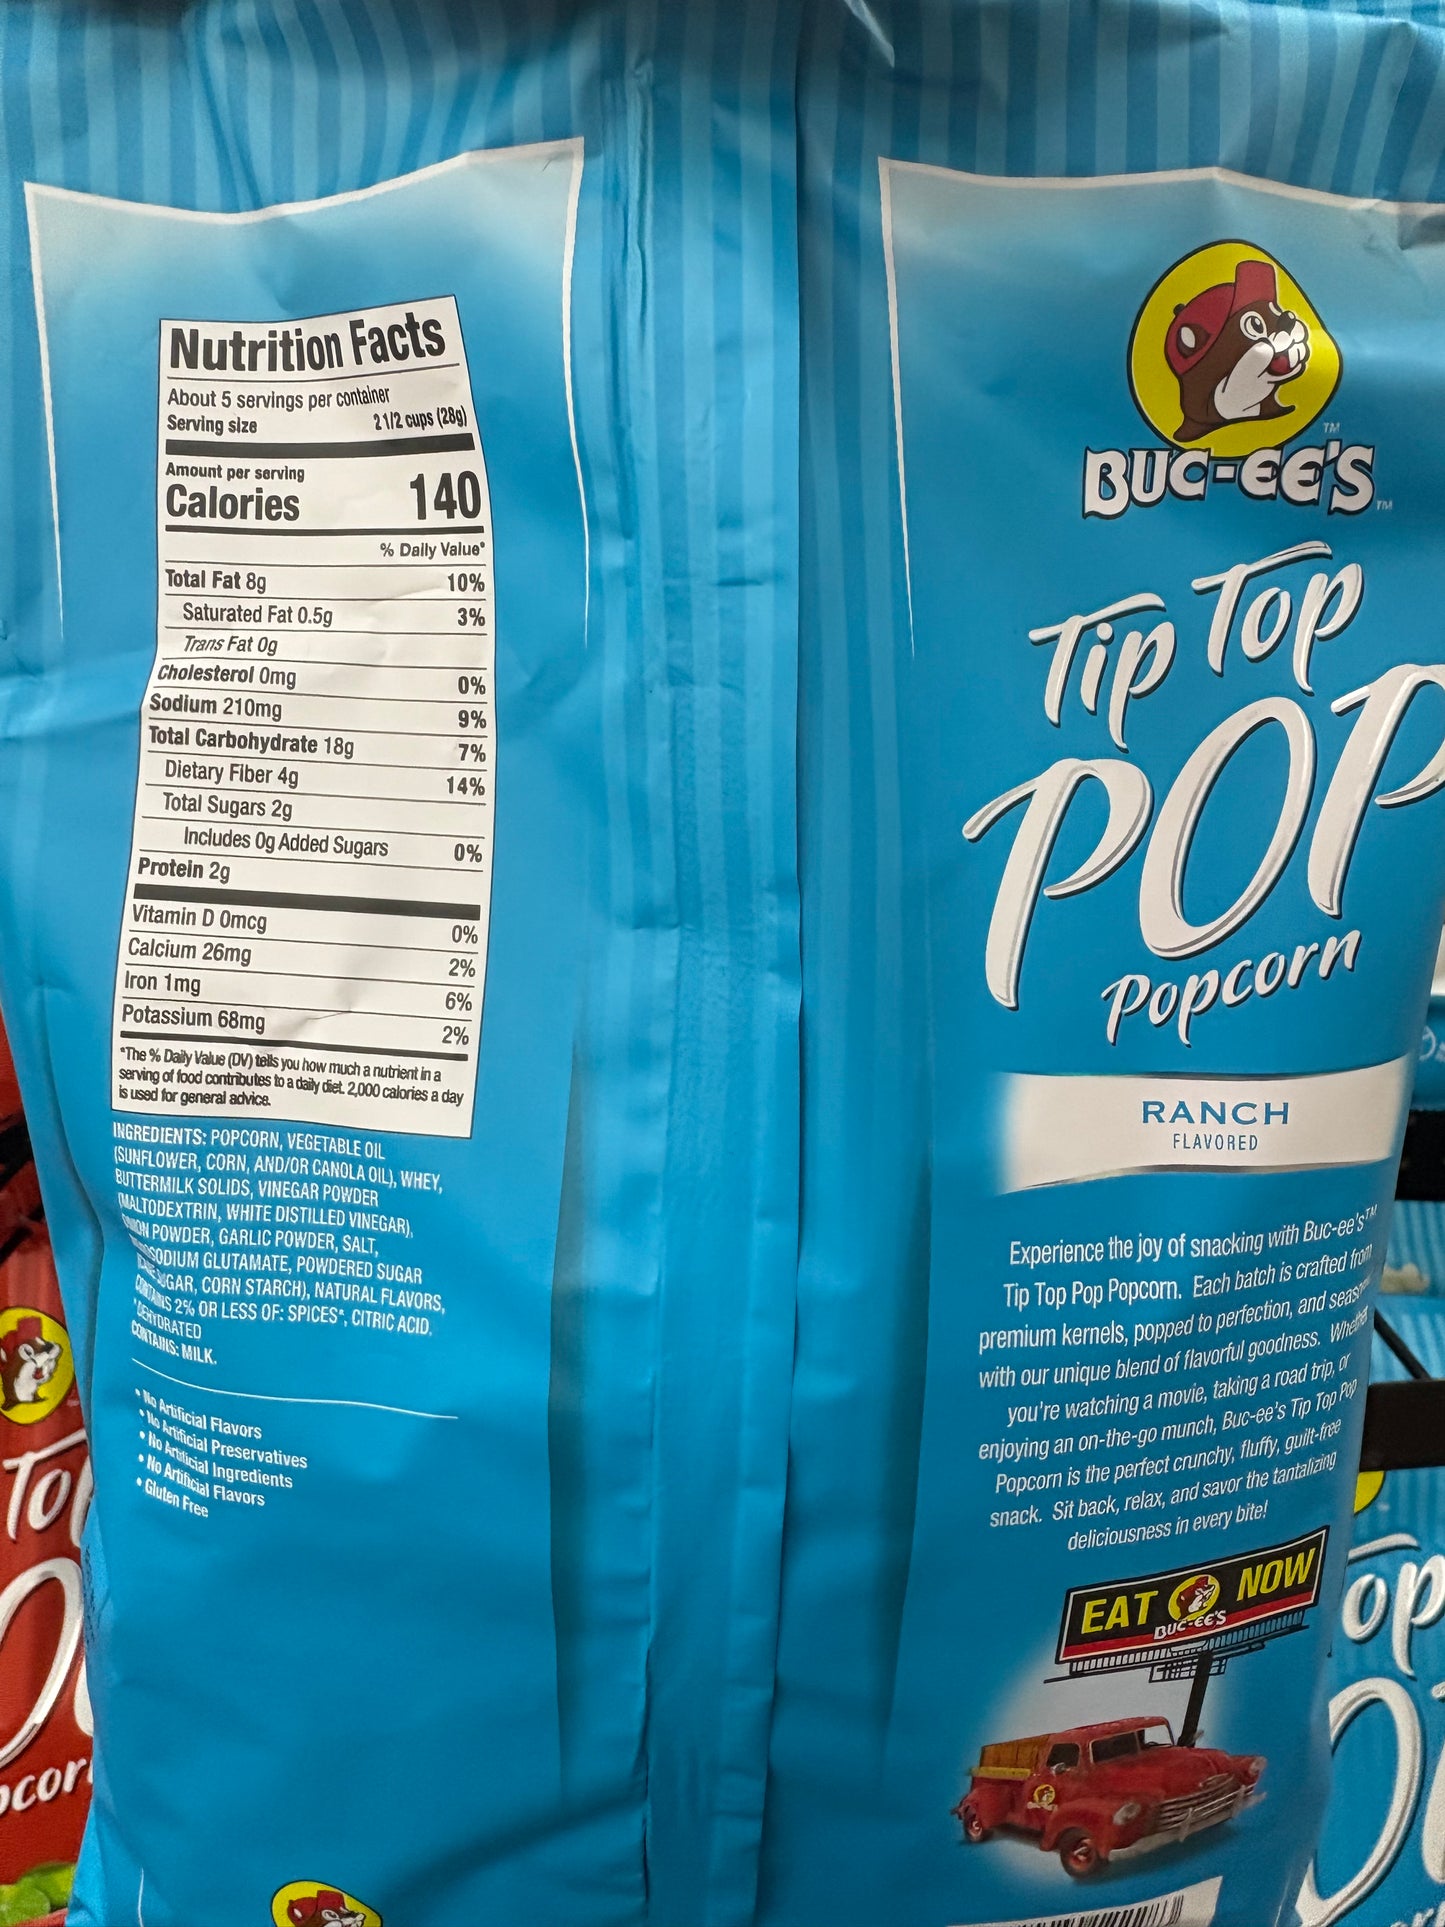 Nutrition Facts
About 5 servings per container
Serving size 2 1/2 cups (28g)
Amount per serving
Calories 140
% Daily Value*
Total Fat 8g 10%
Saturated Fat 0.5g 3%
Trans Fat 0g
Cholesterol 0mg 0%
Sodium 210mg 9%
Total Carbohydrate 18g 7%
Dietary Fiber 4g 14%
Total Sugars 2g
Includes 0g Added Sugars 0%
Protein 2g
Vitamin D 0mcg 0%
Calcium 26mg 2%
Iron 1mg 6%
Potassium 68mg 2%
*The % Daily Value (DV) tells you how much a nutrient in a
serving of food contributes to a daily diet. 2,000 calories a day
is used for general advice.
INGREDIENTS: POPCORN, VEGETABLE OIL
(SUNFLOWER, CORN, AND/OR CANOLA OIL), WHEY,
BUTTERMILK SOLIDS, VINEGAR POWDER
(MALTODEXTRIN, WHITE DISTILLED VINEGAR),
ONION POWDER, GARLIC POWDER, SALT,
MONOSODIUM GLUTAMATE, POWDERED SUGAR
(CANE SUGAR, CORN STARCH), NATURAL FLAVORS,
CONTAINS 2% OR LESS OF: SPICES*, CITRIC ACID.
*DEHYDRATED
CONTAINS: MILK.
• No Artificial Flavors
• No Artificial Preservatives
• No Artificial Ingredients
• No Artificial Flavors
• Gluten Free
TM
BUC-EE'S™
Tip Top
POP
Popcorn
RANCH
FLAVORED
Experience the joy of snacking with Buc-ee's™
Tip Top Pop Popcorn. Each batch is crafted from
premium kernels, popped to perfection, and seas
with our unique blend of flavorful goodness. Whether
you're watching a movie, taking a road trip, or
enjoying an on-the-go munch, Buc-ee's Tip Top Pop
Popcorn is the perfect crunchy, fluffy, guilt-free
snack. Sit back, relax, and savor the tantalizing
deliciousness in every bite!
EAT BUC-EE'S NOW